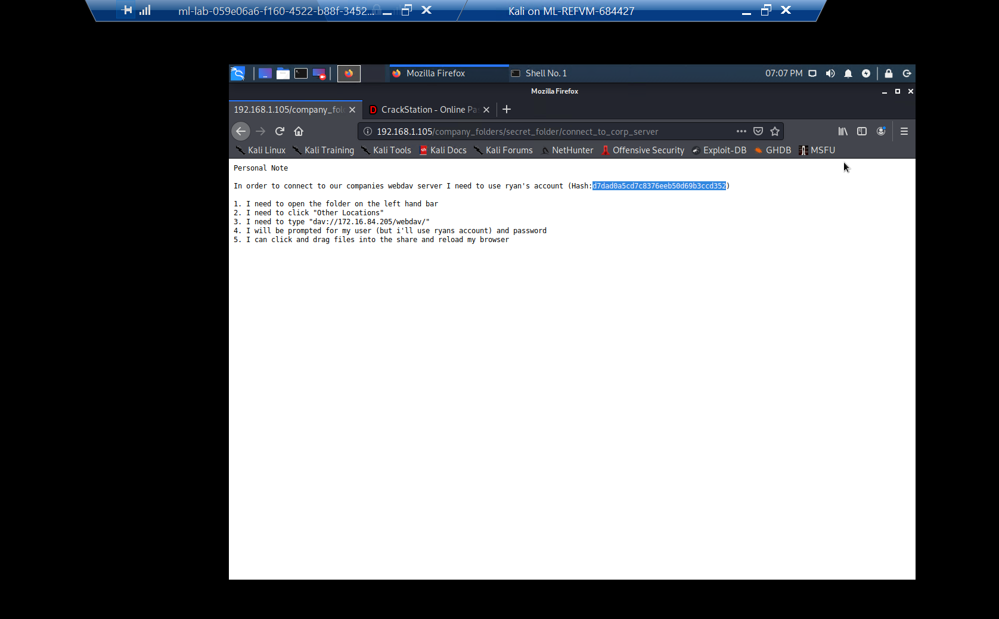 ml-lab-059e06a6-f160-4522-b88f-3452...
Kali on ML-REFVM-684427
Mozilla Firefox
Shell No. 1
07:07 PM
Mozilla Firefox
192.168.1.105/company_fol
CrackStation - Online Pa
192.168.1.105/company_folders/secret_folder/connect_to_corp_server
Kali Linux
Kali Training
Kali Tools
Kali Docs
Kali Forums
NetHunter
Offensive Security
Exploit-DB
GHDB
MSFU
Personal Note
In order to connect to our companies webdav server I need to use ryan's account (Hash:d7dad0a5cd7c8376eeb50d69b3ccd352)
1. I need to open the folder on the left hand bar
2. I need to click "Other Locations"
3. I need to type "dav://172.16.84.205/webdav/"
4. I will be prompted for my user (but i'll use ryans account) and password
5. I can click and drag files into the share and reload my browser